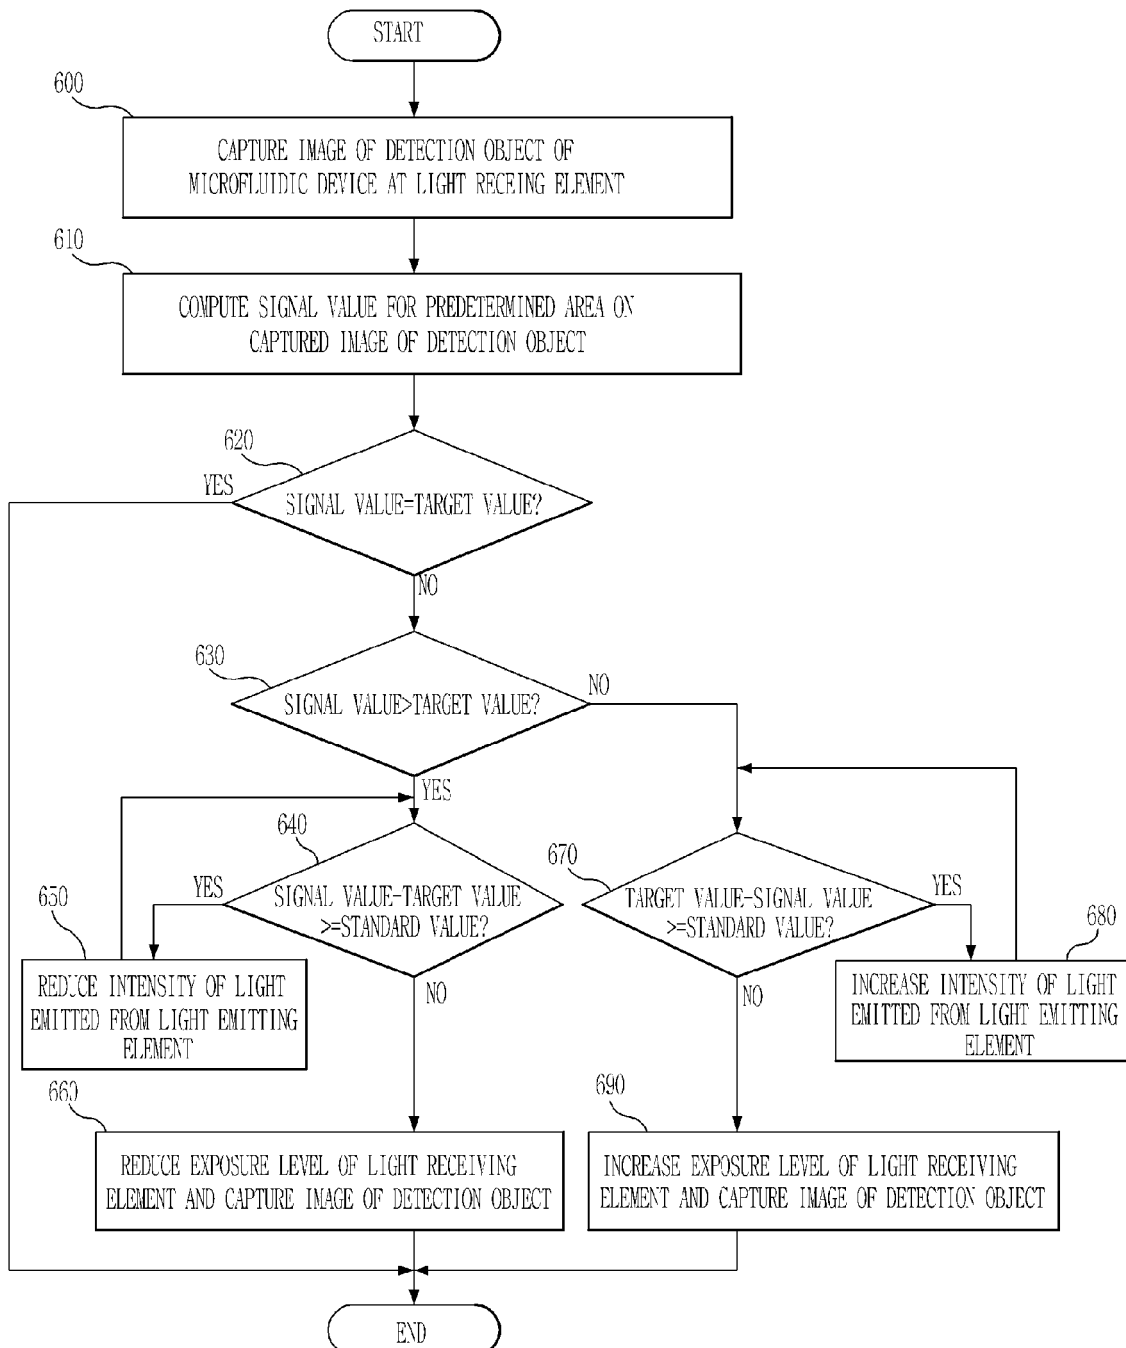 START
600
CAPTURE IMAGE OF DETECTION OBJECT OF
MICROFLUIDIC DEVICE AT LIGHT RECEING ELEMENT
610
COMPUTE SIGNAL VALUE FOR PREDETERMINED AREA ON
CAPTURED IMAGE OF DETECTION OBJECT
620
YES
SIGNAL VALUE=TARGET VALUE?
NO
630
SIGNAL VALUE>TARGET VALUE?
NO
YES
640
YES
SIGNAL VALUE-TARGET VALUE
>=STANDARD VALUE?
NO
650
REDUCE INTENSITY OF LIGHT
EMITTED FROM LIGHT EMITTING
ELEMENT
670
TARGET VALUE-SIGNAL VALUE
>=STANDARD VALUE?
YES
NO
680
INCREASE INTENSITY OF LIGHT
EMITTED FROM LIGHT EMITTING
ELEMENT
660
REDUCE EXPOSURE LEVEL OF LIGHT RECEIVING
ELEMENT AND CAPTURE IMAGE OF DETECTION OBJECT
690
INCREASE EXPOSURE LEVEL OF LIGHT RECEIVING
ELEMENT AND CAPTURE IMAGE OF DETECTION OBJECT
END